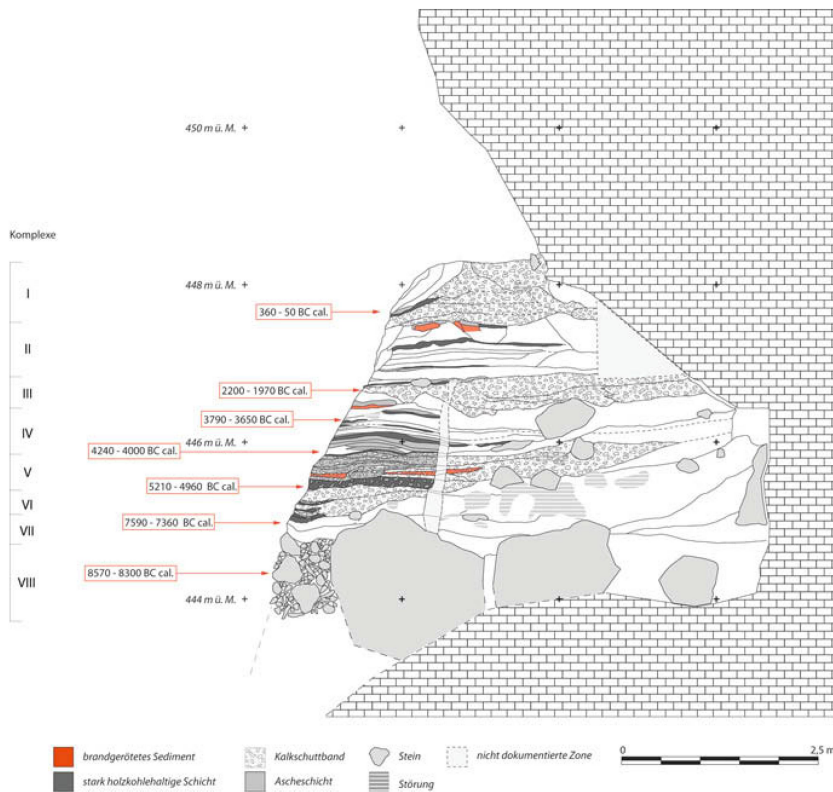 450 m ü. M.
Komplexe
I
448 m ü. M.
360 - 50 BC cal.
II
2200 - 1970 BC cal.
III
3790 - 3650 BC cal.
IV
446 m ü. M.
4240 - 4000 BC cal.
V
5210 - 4960 BC cal.
VI
7590 - 7360 BC cal.
VII
8570 - 8300 BC cal.
VIII
444 m ü. M.
brandgerötetes Sediment
Kalkschuttband
Stein
nicht dokumentierte Zone
0
2,5 m
stark holzkohlehaltige Schicht
Ascheschicht
Störung